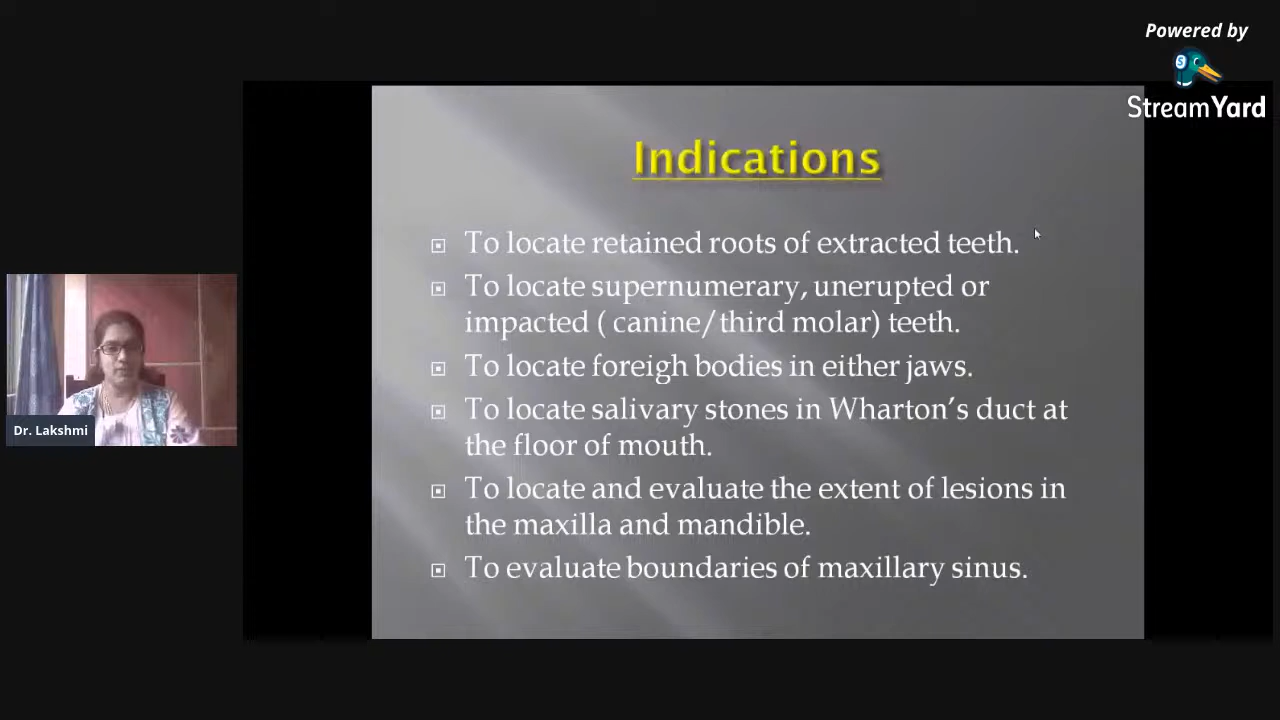 Powered by
StreamYard
Indications
To locate retained roots of extracted teeth.
To locate supernumerary, unerupted or
impacted ( canine/third molar) teeth.
To locate foreigh bodies in either jaws.
To locate salivary stones in Wharton's duct at
the floor of mouth.
To locate and evaluate the extent of lesions in
the maxilla and mandible.
To evaluate boundaries of maxillary sinus.
Dr. Lakshmi